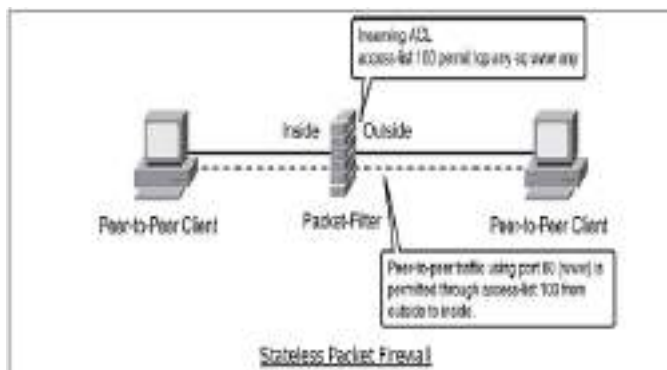 Incoming ACL
access-list 100 permit tcp any eq www any
Inside
Outside
Peer-to-Peer Client
Packet-Filter
Peer-to-Peer Client
Peer-to-peer traffic using port 80 (www) is
permitted through access-list 100 from
outside to inside.
Stateless Packet Firewall